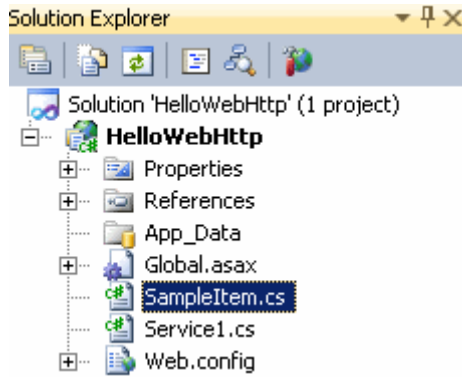 Solution Explorer
Solution 'HelloWebHttp' (1 project)
HelloWebHttp
Properties
References
App_Data
Global.asax
SampleItem.cs
Service1.cs
Web.config